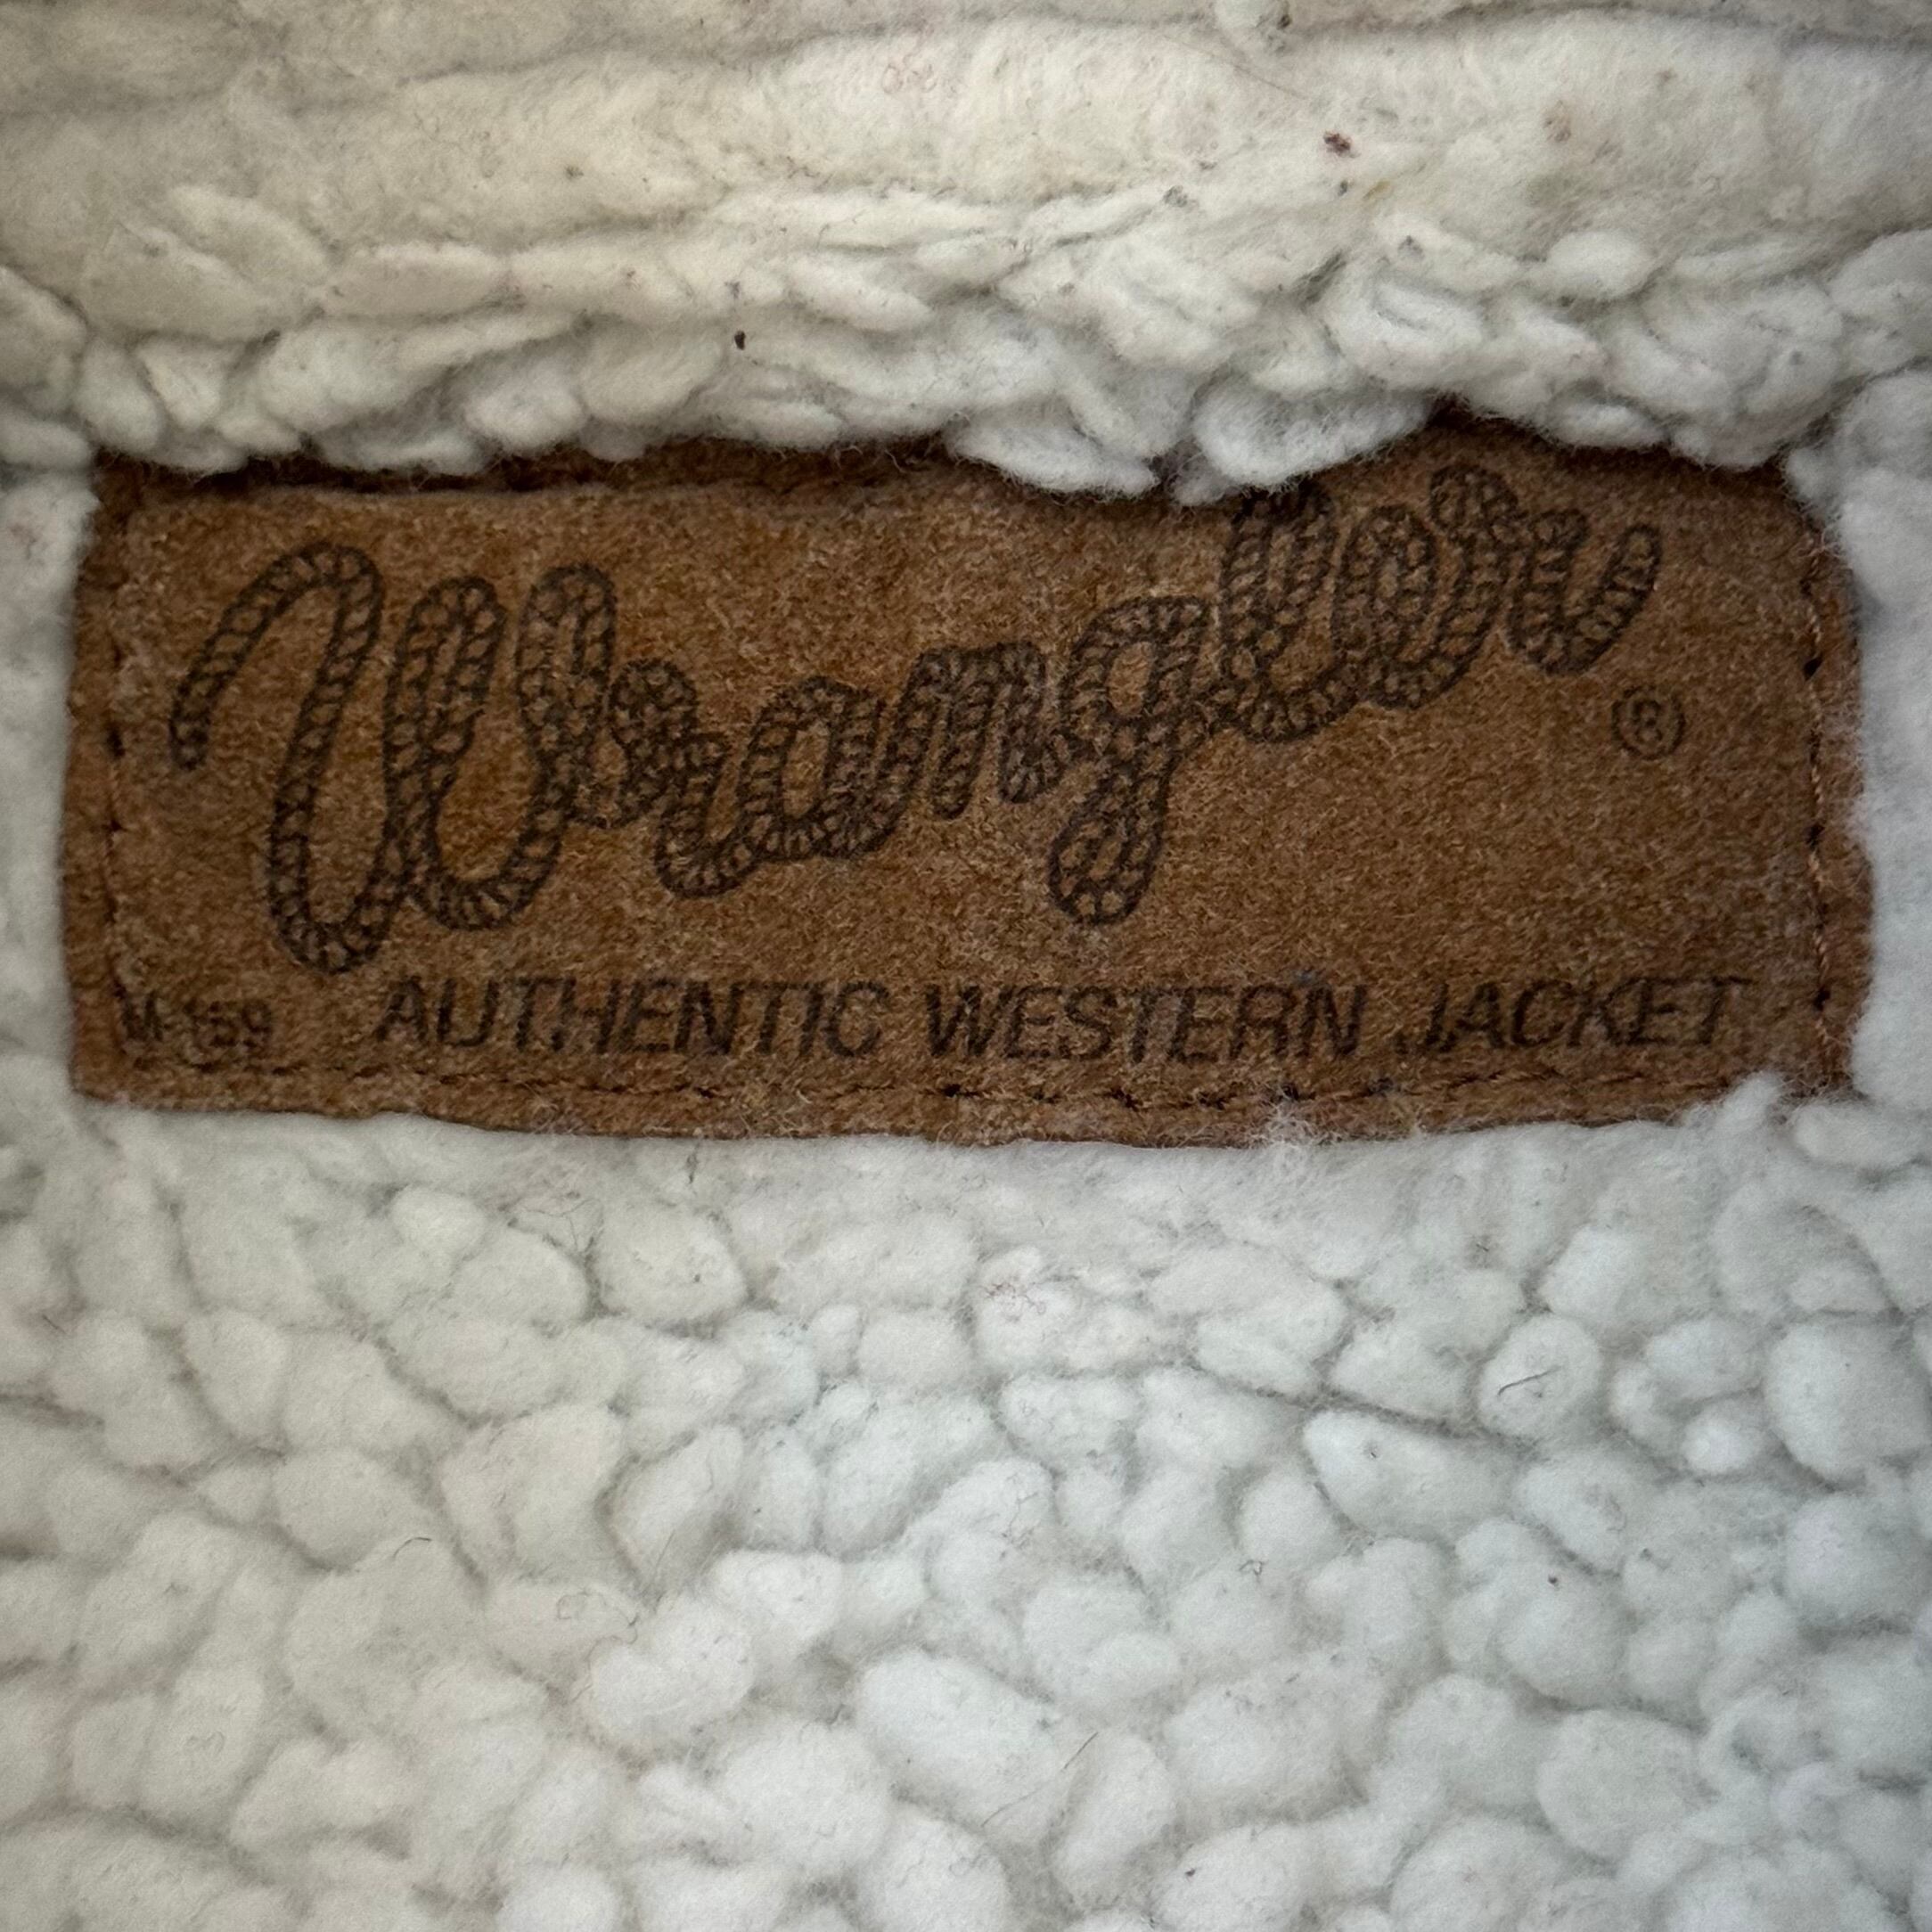 Wrangler
®
M-159 AUTHENTIC WESTERN JACKET